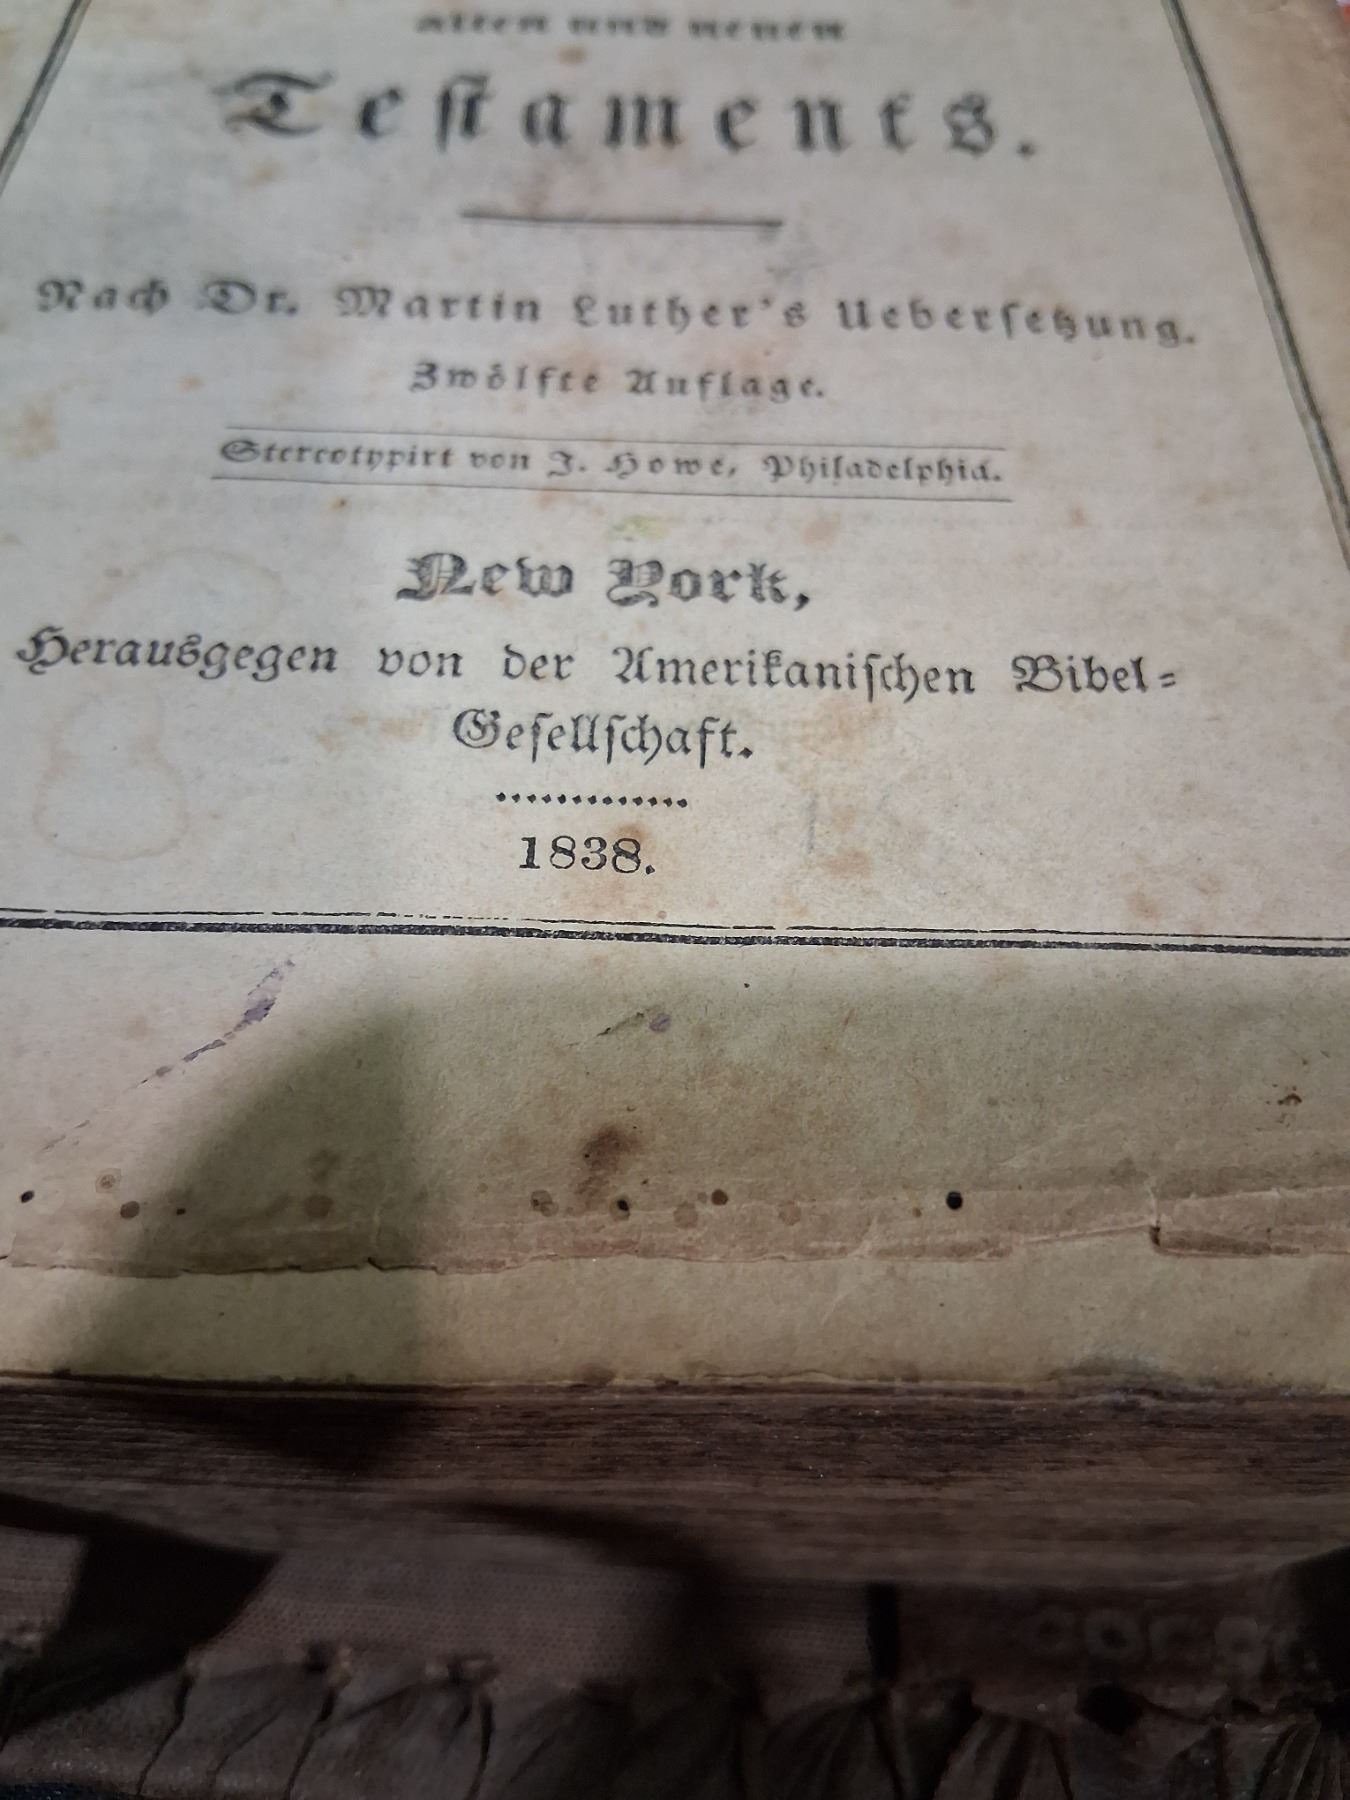 alten und neuen
Testaments.
Nach Dr. Martin Luther's Uebersetzung.
Zwölfte Auflage.
Stereotypirt von J. Howe, Philadelphia.
New York,
Herausgegen von der Amerikanischen Bibel=
Gesellschaft.
1838.